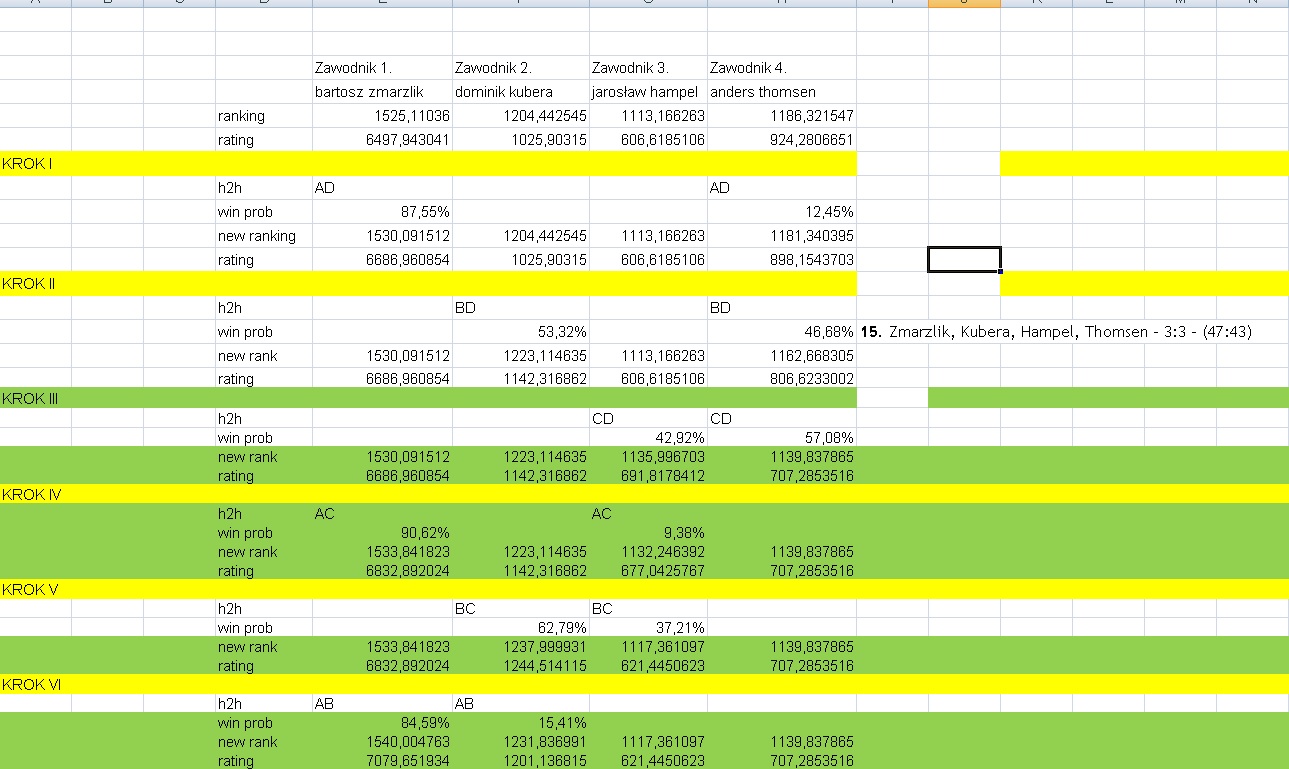 Zawodnik 1. Zawodnik 2. Zawodnik 3. Zawodnik 4.
bartosz zmarzlik dominik kubera jarosław hampel anders thomsen
ranking 1525,11036 1204,442545 1113,166263 1186,321547
rating 6497,943041 1025,90315 606,6185106 924,2806651
KROK I
h2h AD AD
win prob 87,55% 12,45%
new ranking 1530,091512 1204,442545 1113,166263 1181,340395
rating 6686,960854 1025,90315 606,6185106 898,1543703
KROK II
h2h BD BD
win prob 53,32% 46,68% 15. Zmarzlik, Kubera, Hampel, Thomsen - 3:3 - (47:43)
new rank 1530,091512 1223,114635 1113,166263 1162,668305
rating 6686,960854 1142,316862 606,6185106 806,6233002
KROK III
h2h CD CD
win prob 42,92% 57,08%
new rank 1530,091512 1223,114635 1135,996703 1139,837865
rating 6686,960854 1142,316862 691,8178412 707,2853516
KROK IV
h2h AC AC
win prob 90,62% 9,38%
new rank 1533,841823 1223,114635 1132,246392 1139,837865
rating 6832,892024 1142,316862 677,0425767 707,2853516
KROK V
h2h BC BC
win prob 62,79% 37,21%
new rank 1533,841823 1237,999931 1117,361097 1139,837865
rating 6832,892024 1244,514115 621,4450623 707,2853516
KROK VI
h2h AB AB
win prob 84,59% 15,41%
new rank 1540,004763 1231,836991 1117,361097 1139,837865
rating 7079,651934 1201,136815 621,4450623 707,2853516